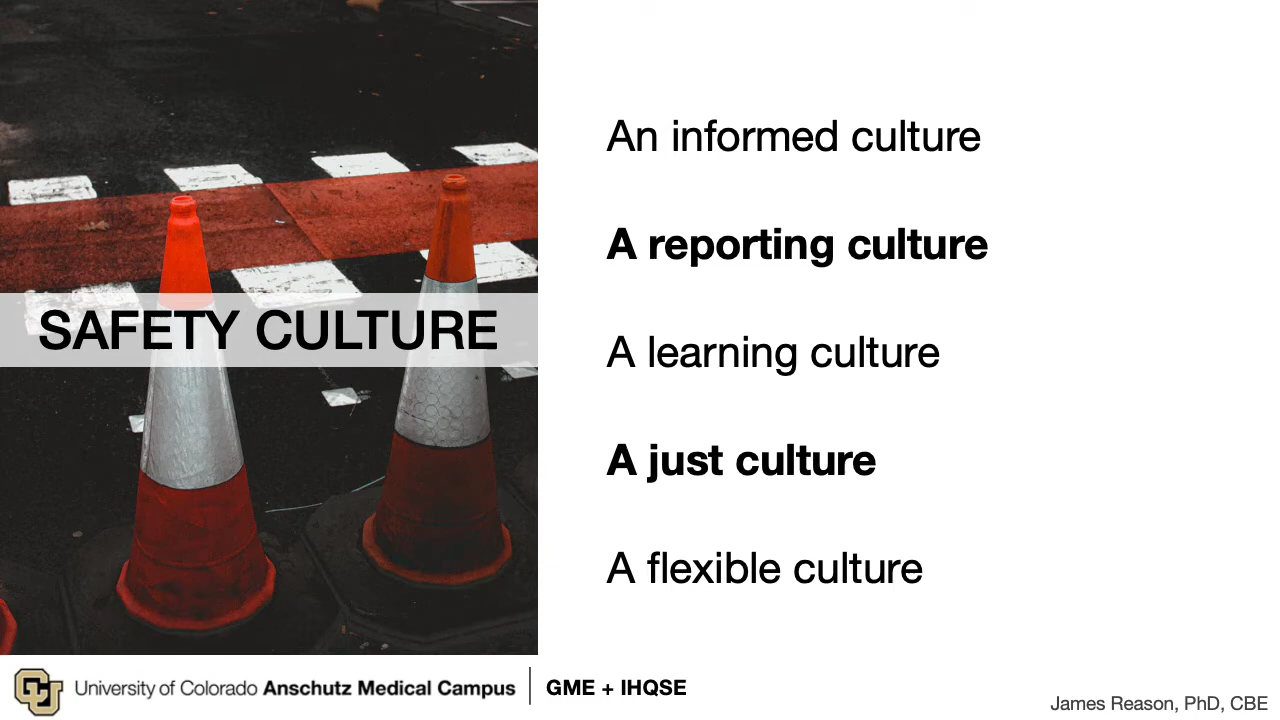 SAFETY CULTURE
An informed culture
A reporting culture
A learning culture
A just culture
A flexible culture
CU
University of Colorado Anschutz Medical Campus
GME + IHQSE
James Reason, PhD, CBE